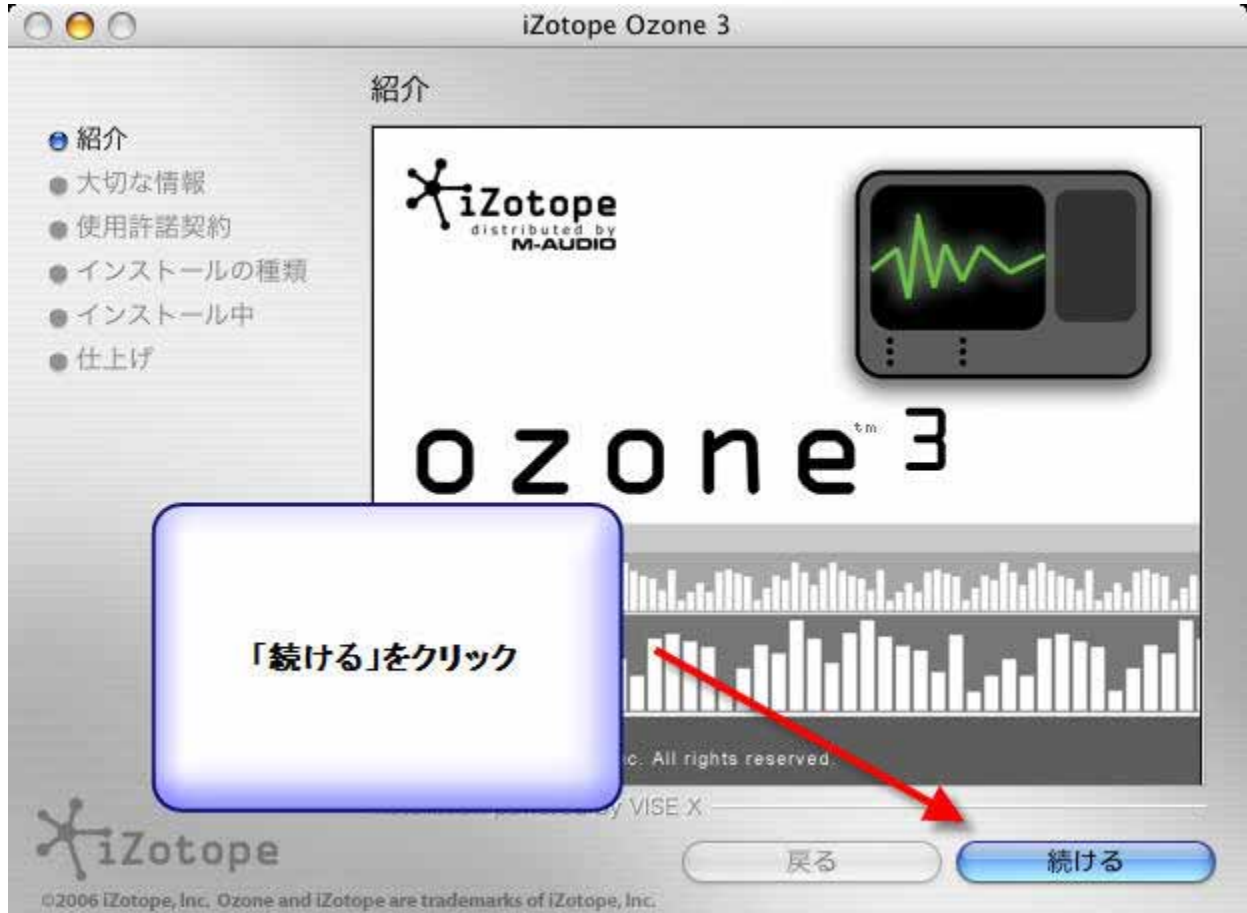 iZotope Ozone 3
紹介
紹介
大切な情報
使用許諾契約
インストールの種類
インストール中
仕上げ
iZotope
distributed by
M-AUDIO
ozone™ 3
「続ける」をクリック
c. All rights reserved.
by VISE X
iZotope
戻る
続ける
©2006 iZotope, Inc. Ozone and iZotope are trademarks of iZotope, Inc.